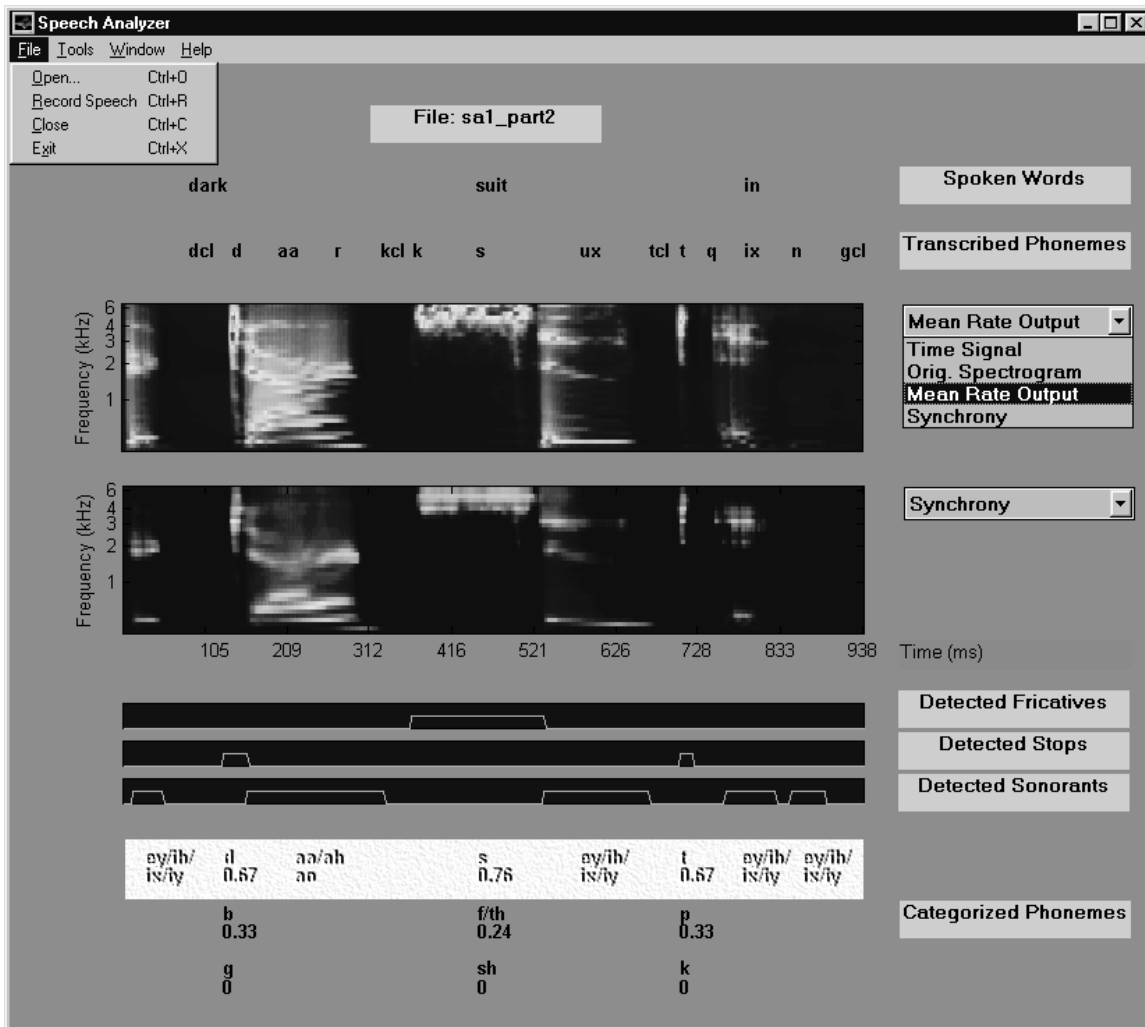 Speech Analyzer
File Tools Window Help
Open... Ctrl+O
Record Speech Ctrl+R
Close Ctrl+C
Exit Ctrl+X
File: sa1_part2
dark suit in Spoken Words
dcl d aa r kcl k s ux tcl t q ix n gcl Transcribed Phonemes
Frequency (kHz)
6
4
3
2
1
Mean Rate Output
Time Signal
Orig. Spectrogram
Mean Rate Output
Synchrony
Frequency (kHz)
6
4
3
2
1
Synchrony
105 209 312 416 521 626 728 833 938 Time (ms)
Detected Fricatives
Detected Stops
Detected Sonorants
ey/ih/ d aa/ah s ey/ih/ t ey/ih/ ey/ih/
ix/iy 0.67 ao 0.76 ix/iy 0.67 ix/iy ix/iy
b f/th p Categorized Phonemes
0.33 0.24 0.33
g sh k
0 0 0